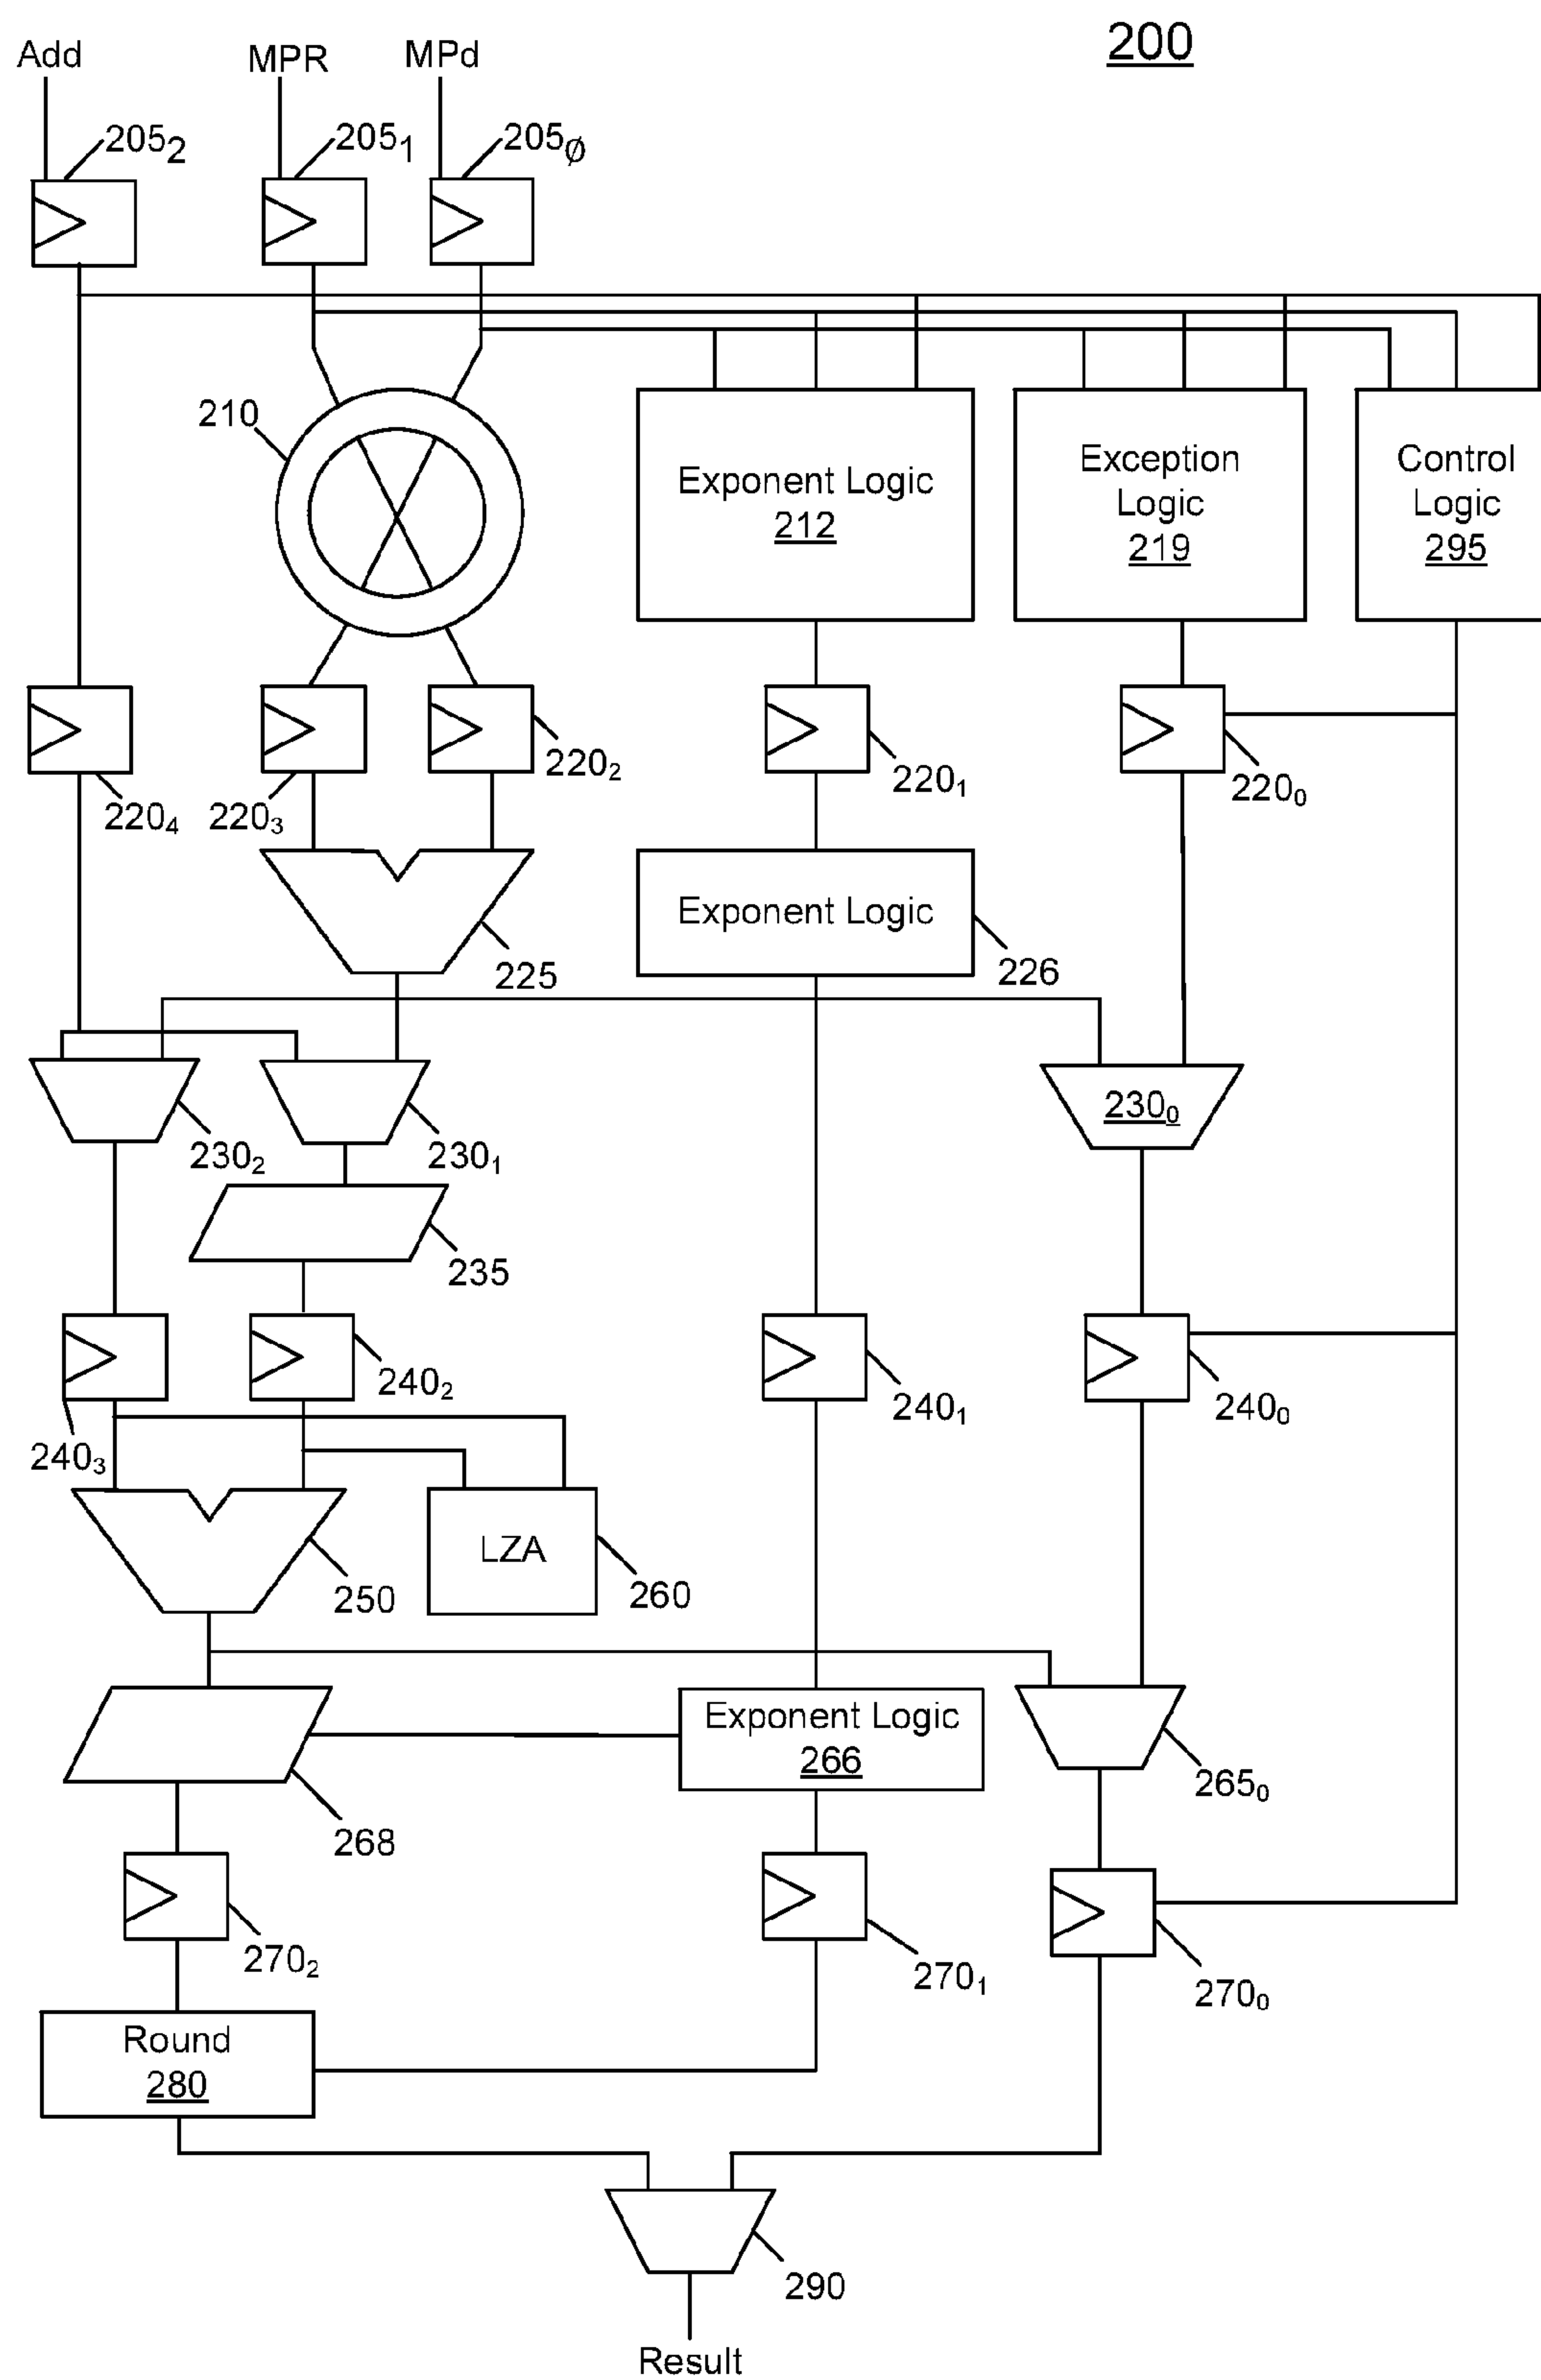 200
Add
MPR
MPd
205₂
205₁
205ϕ
210
Exponent Logic
212
Exception
Logic
219
Control
Logic
295
220₄
220₃
220₂
220₁
220₀
225
Exponent Logic
226
230₂
230₁
230₀
235
240₃
240₂
240₁
240₀
250
LZA
260
Exponent Logic
266
265₀
268
270₂
270₁
270₀
Round
280
290
Result